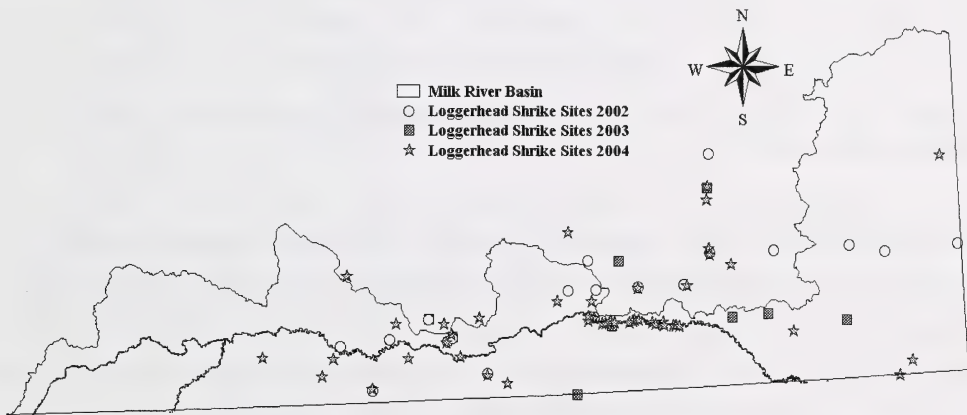 N
W E
S
Milk River Basin
Loggerhead Shrike Sites 2002
Loggerhead Shrike Sites 2003
Loggerhead Shrike Sites 2004